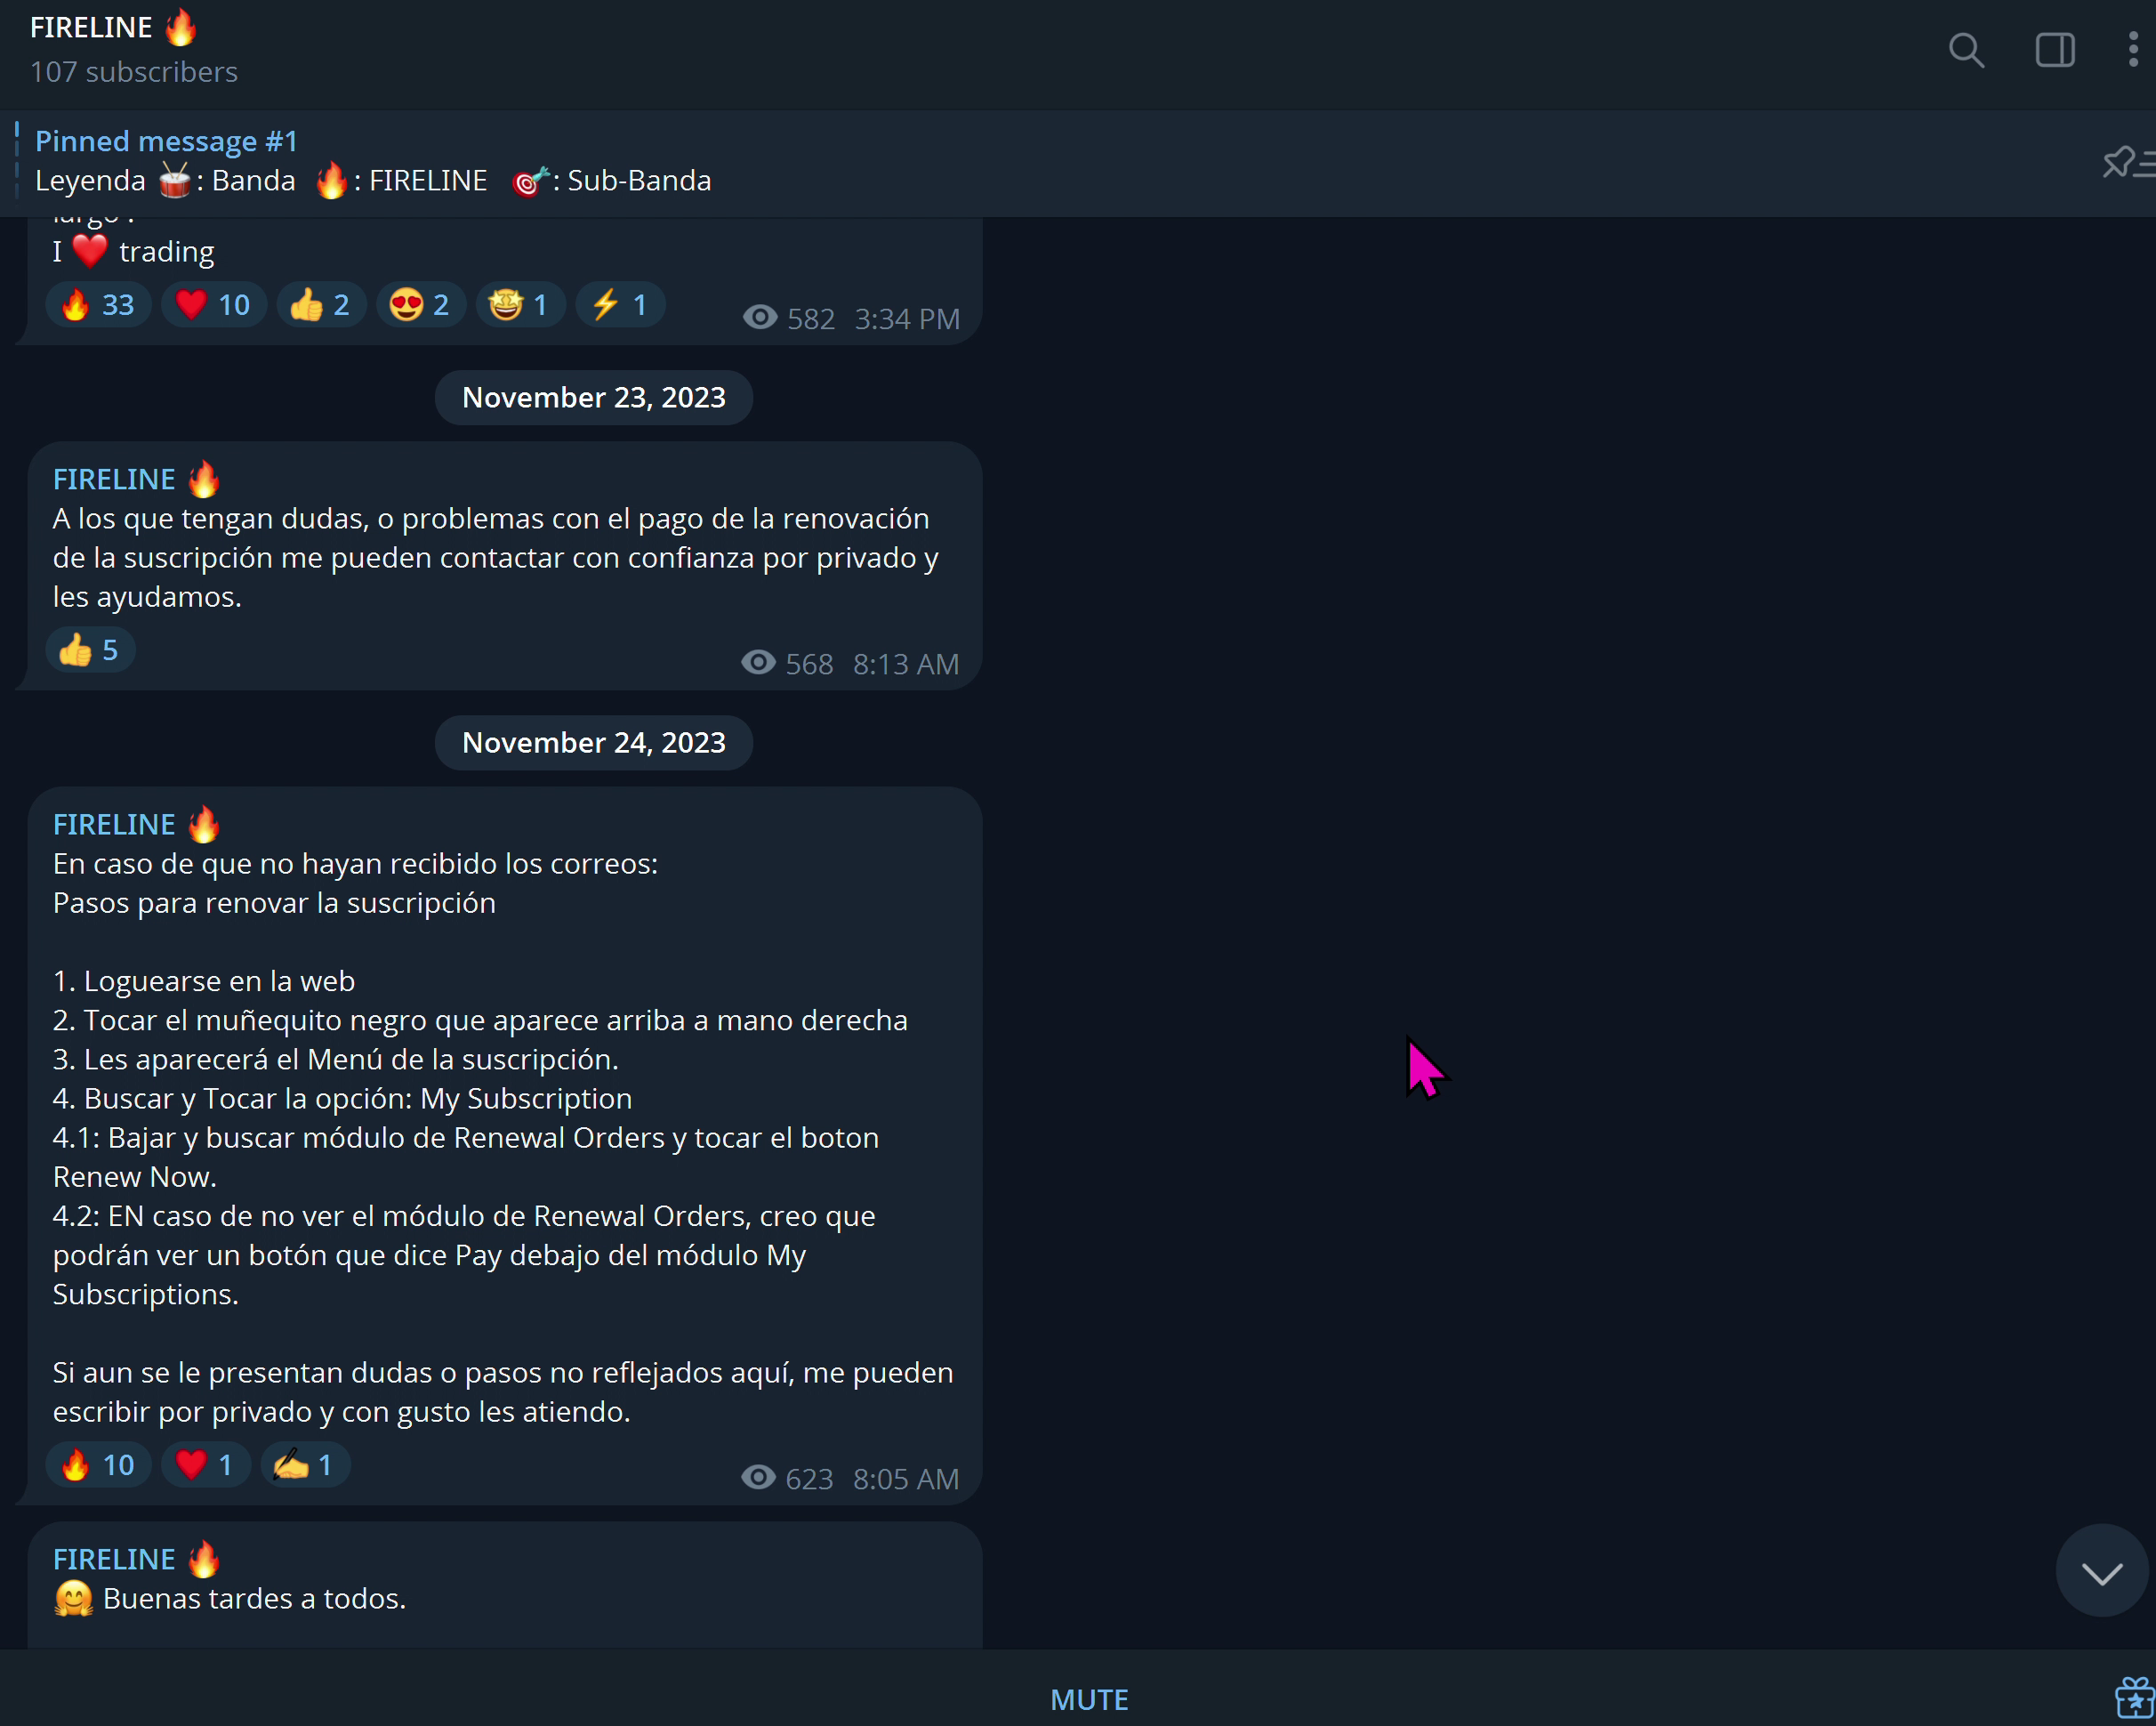 FIRELINE 🔥
107 subscribers
Pinned message #1
Leyenda 🥁: Banda 🔥: FIRELINE 🎯: Sub-Banda
largo .
I ❤️ trading
🔥 33 ❤️ 10 👍 2 😍 2 🤩 1 ⚡ 1 582 3:34 PM
November 23, 2023
FIRELINE 🔥
A los que tengan dudas, o problemas con el pago de la renovación
de la suscripción me pueden contactar con confianza por privado y
les ayudamos.
👍 5 568 8:13 AM
November 24, 2023
FIRELINE 🔥
En caso de que no hayan recibido los correos:
Pasos para renovar la suscripción
1. Loguearse en la web
2. Tocar el muñequito negro que aparece arriba a mano derecha
3. Les aparecerá el Menú de la suscripción.
4. Buscar y Tocar la opción: My Subscription
4.1: Bajar y buscar módulo de Renewal Orders y tocar el boton
Renew Now.
4.2: EN caso de no ver el módulo de Renewal Orders, creo que
podrán ver un botón que dice Pay debajo del módulo My
Subscriptions.
Si aun se le presentan dudas o pasos no reflejados aquí, me pueden
escribir por privado y con gusto les atiendo.
🔥 10 ❤️ 1 ✍️ 1 623 8:05 AM
FIRELINE 🔥
🤗 Buenas tardes a todos.
MUTE